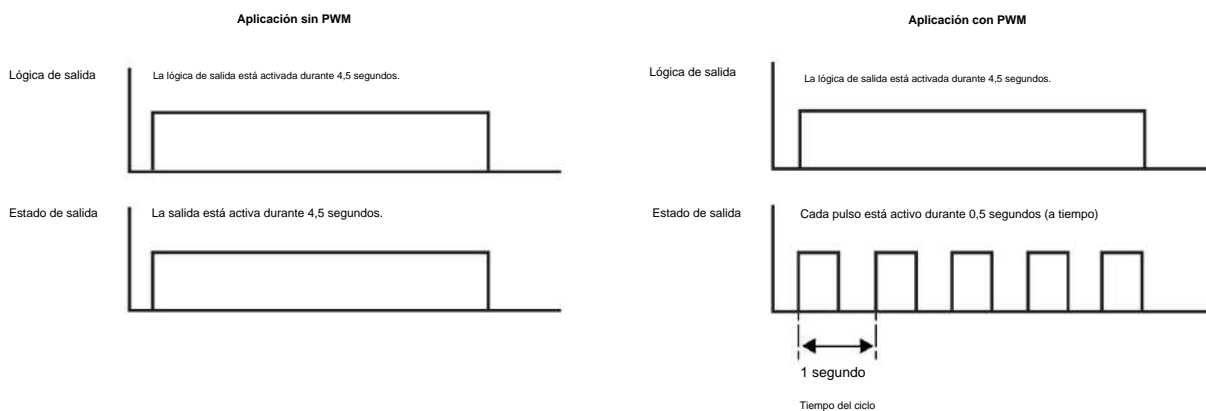 Aplicación sin PWM
Lógica de salida
La lógica de salida está activada durante 4,5 segundos.
Estado de salida
La salida está activa durante 4,5 segundos.
Aplicación con PWM
Lógica de salida
La lógica de salida está activada durante 4,5 segundos.
Estado de salida
Cada pulso está activo durante 0,5 segundos (a tiempo)
1 segundo
Tiempo del ciclo